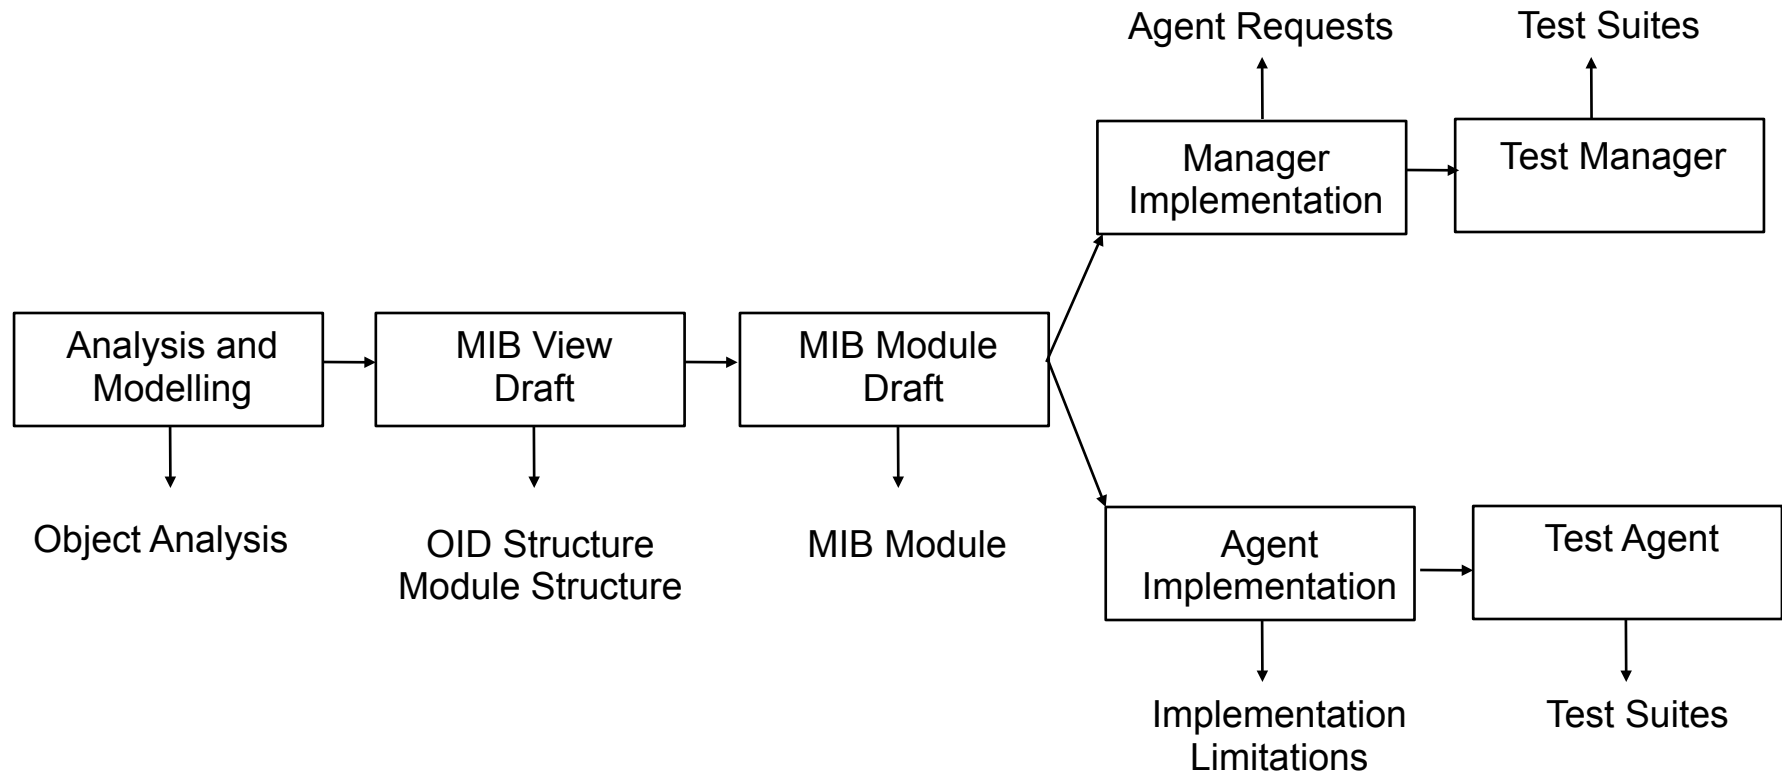 Agent Requests
Test Suites
Manager
Implementation
Test Manager
Analysis and
Modelling
MIB View
Draft
MIB Module
Draft
Object Analysis
OID Structure
Module Structure
MIB Module
Agent
Implementation
Test Agent
Implementation
Limitations
Test Suites